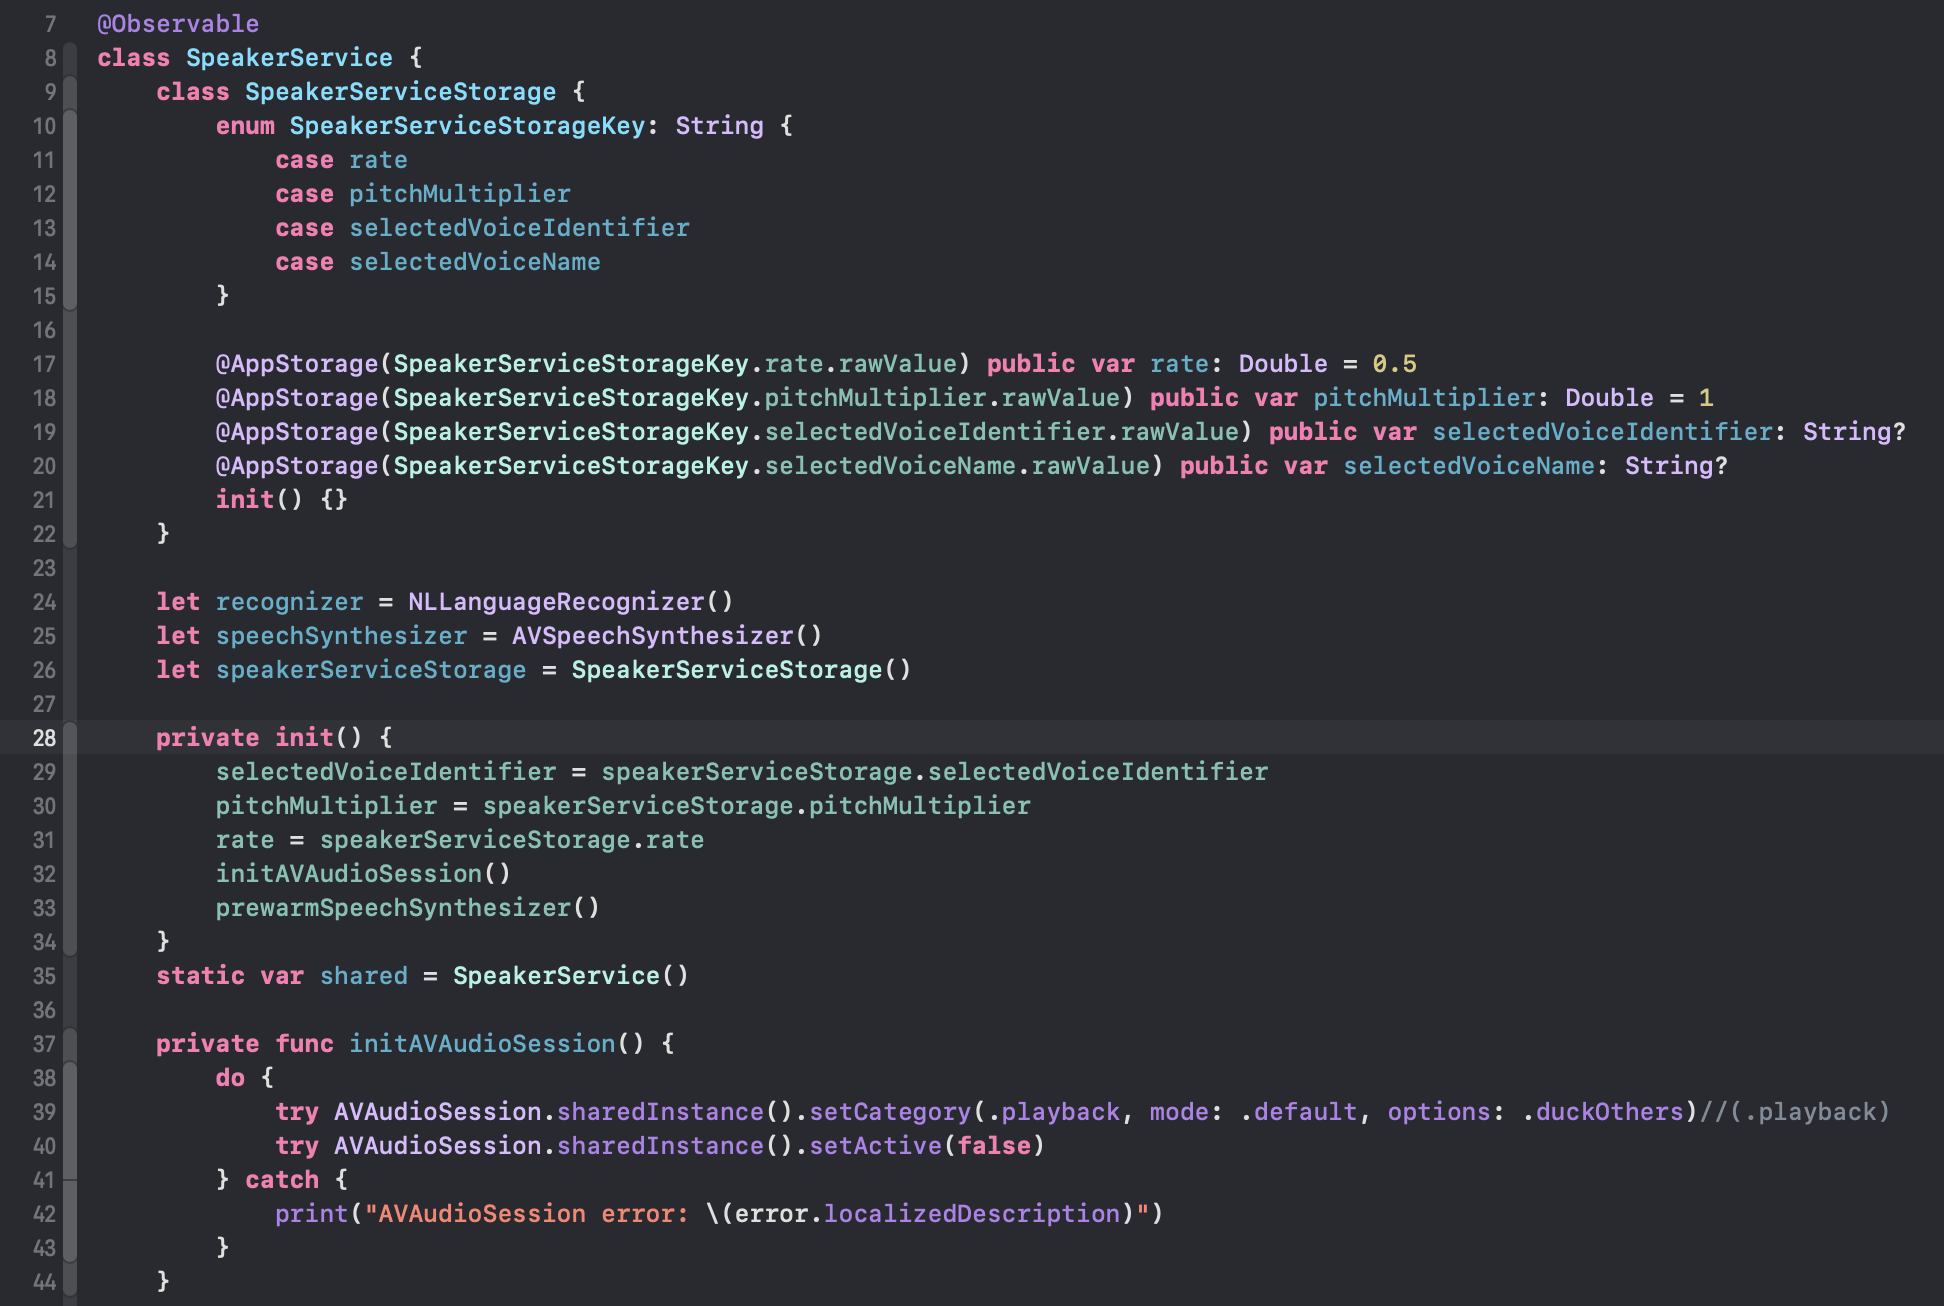 7 @Observable
8 class SpeakerService {
9 class SpeakerServiceStorage {
10 enum SpeakerServiceStorageKey: String {
11 case rate
12 case pitchMultiplier
13 case selectedVoiceIdentifier
14 case selectedVoiceName
15 }
16
17 @AppStorage(SpeakerServiceStorageKey.rate.rawValue) public var rate: Double = 0.5
18 @AppStorage(SpeakerServiceStorageKey.pitchMultiplier.rawValue) public var pitchMultiplier: Double = 1
19 @AppStorage(SpeakerServiceStorageKey.selectedVoiceIdentifier.rawValue) public var selectedVoiceIdentifier: String?
20 @AppStorage(SpeakerServiceStorageKey.selectedVoiceName.rawValue) public var selectedVoiceName: String?
21 init() {}
22 }
23
24 let recognizer = NLLanguageRecognizer()
25 let speechSynthesizer = AVSpeechSynthesizer()
26 let speakerServiceStorage = SpeakerServiceStorage()
27
28 private init() {
29 selectedVoiceIdentifier = speakerServiceStorage.selectedVoiceIdentifier
30 pitchMultiplier = speakerServiceStorage.pitchMultiplier
31 rate = speakerServiceStorage.rate
32 initAVAudioSession()
33 prewarmSpeechSynthesizer()
34 }
35 static var shared = SpeakerService()
36
37 private func initAVAudioSession() {
38 do {
39 try AVAudioSession.sharedInstance().setCategory(.playback, mode: .default, options: .duckOthers)//(.playback)
40 try AVAudioSession.sharedInstance().setActive(false)
41 } catch {
42 print("AVAudioSession error: \(error.localizedDescription)")
43 }
44 }